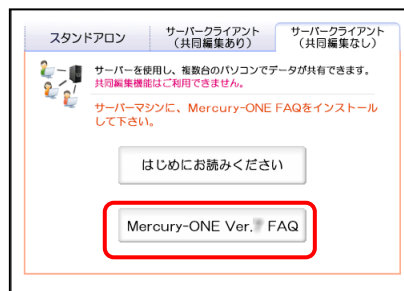 スタンドアロン
サーバークライアント
(共同編集あり)
サーバークライアント
(共同編集なし)
サーバーを使用し、複数台のパソコンでデータが共有できます。
共同編集機能はご利用できません。
サーバーマシンに、Mercury-ONE FAQをインストール
して下さい。
はじめにお読みください
Mercury-ONE Ver. FAQ